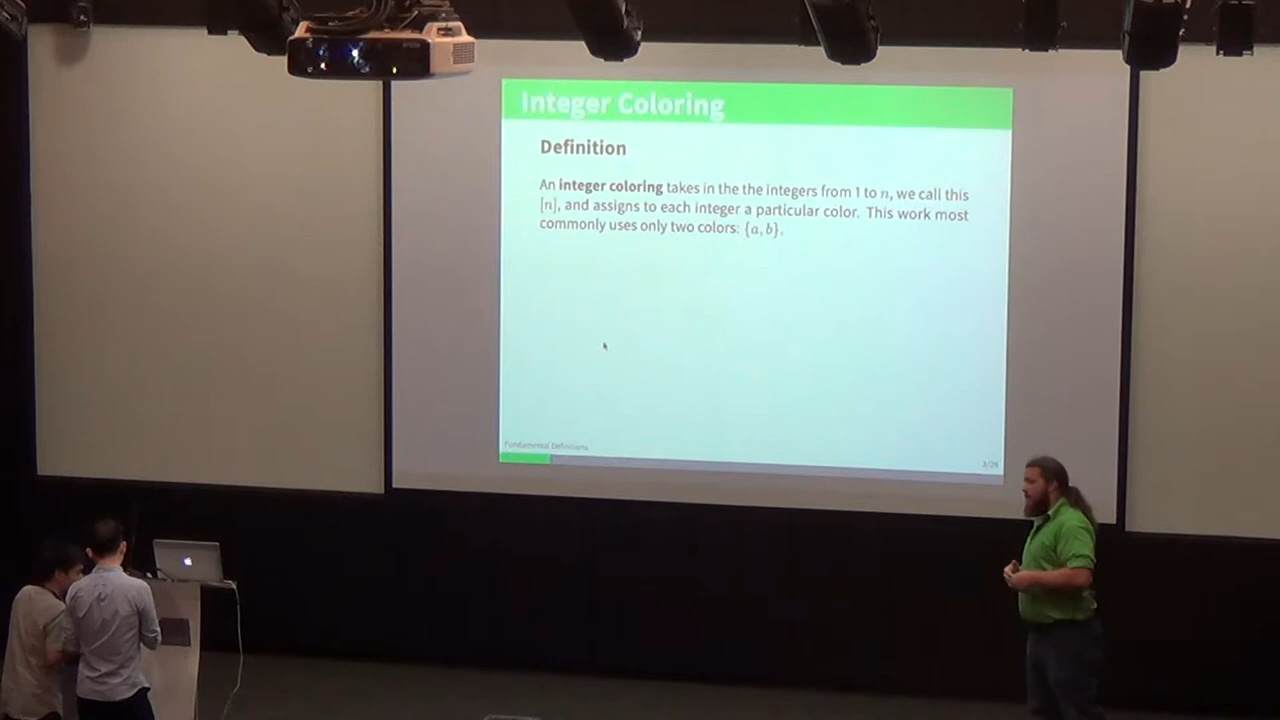 Integer Coloring
Definition
An integer coloring takes in the the integers from 1 to n, we call this
[n], and assigns to each integer a particular color. This work most
commonly uses only two colors: {a, b}.
Fundamental Definitions